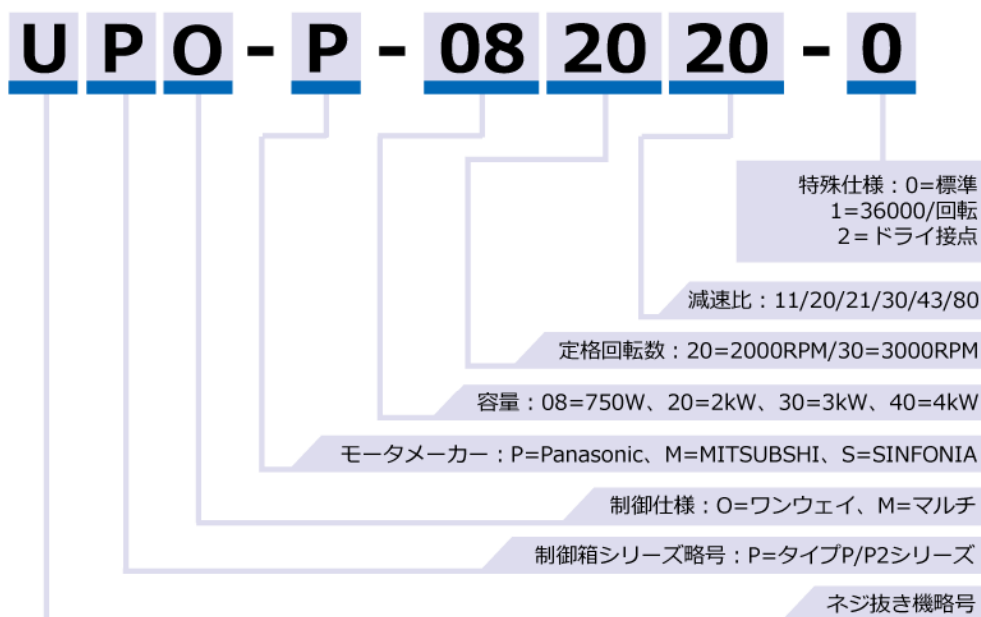 UPO-P-082020-0
特殊仕様：0=標準
1=36000/回転
2＝ドライ接点
減速比：11/20/21/30/43/80
定格回転数：20=2000RPM/30=3000RPM
容量：08=750W、20=2kW、30=3kW、40=4kW
モータメーカー：P=Panasonic、M=MITSUBSHI、S=SINFONIA
制御仕様：O=ワンウェイ、M=マルチ
制御箱シリーズ略号：P=タイプP/P2シリーズ
ネジ抜き機略号